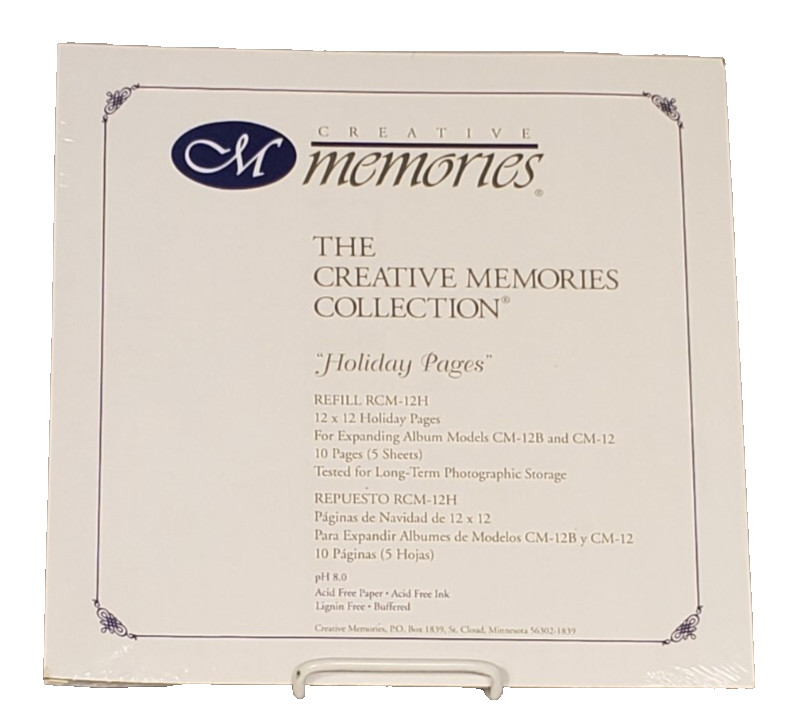 CM
CREATIVE
memories®
THE
CREATIVE MEMORIES
COLLECTION®
"Holiday Pages"
REFILL RCM-12H
12 x 12 Holiday Pages
For Expanding Album Models CM-12B and CM-12
10 Pages (5 Sheets)
Tested for Long-Term Photographic Storage
REPUESTO RCM-12H
Páginas de Navidad de 12 x 12
Para Expandir Albumes de Modelos CM-12B y CM-12
10 Páginas (5 Hojas)
pH 8.0
Acid Free Paper • Acid Free Ink
Lignin Free • Buffered
Creative Memories, P.O. Box 1839, St. Cloud, Minnesota 56302-1839